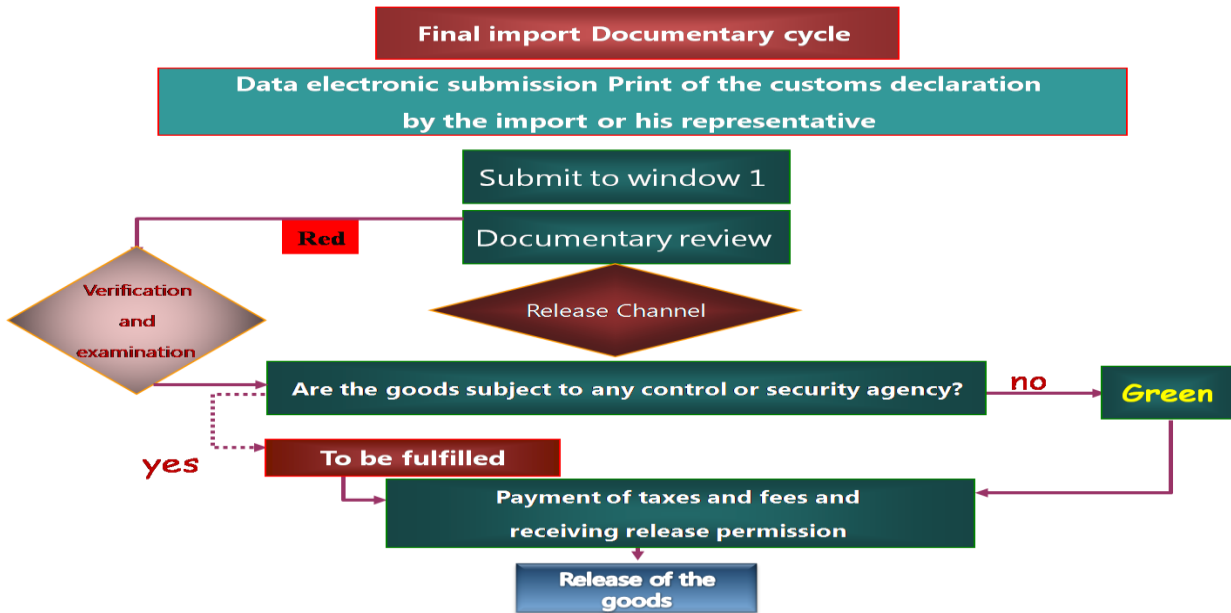 Final import Documentary cycle
Data electronic submission Print of the customs declaration
by the import or his representative
Submit to window 1
Red
Documentary review
Verification
and
examination
Release Channel
Are the goods subject to any control or security agency?
no
Green
yes
To be fulfilled
Payment of taxes and fees and
receiving release permission
Release of the
goods